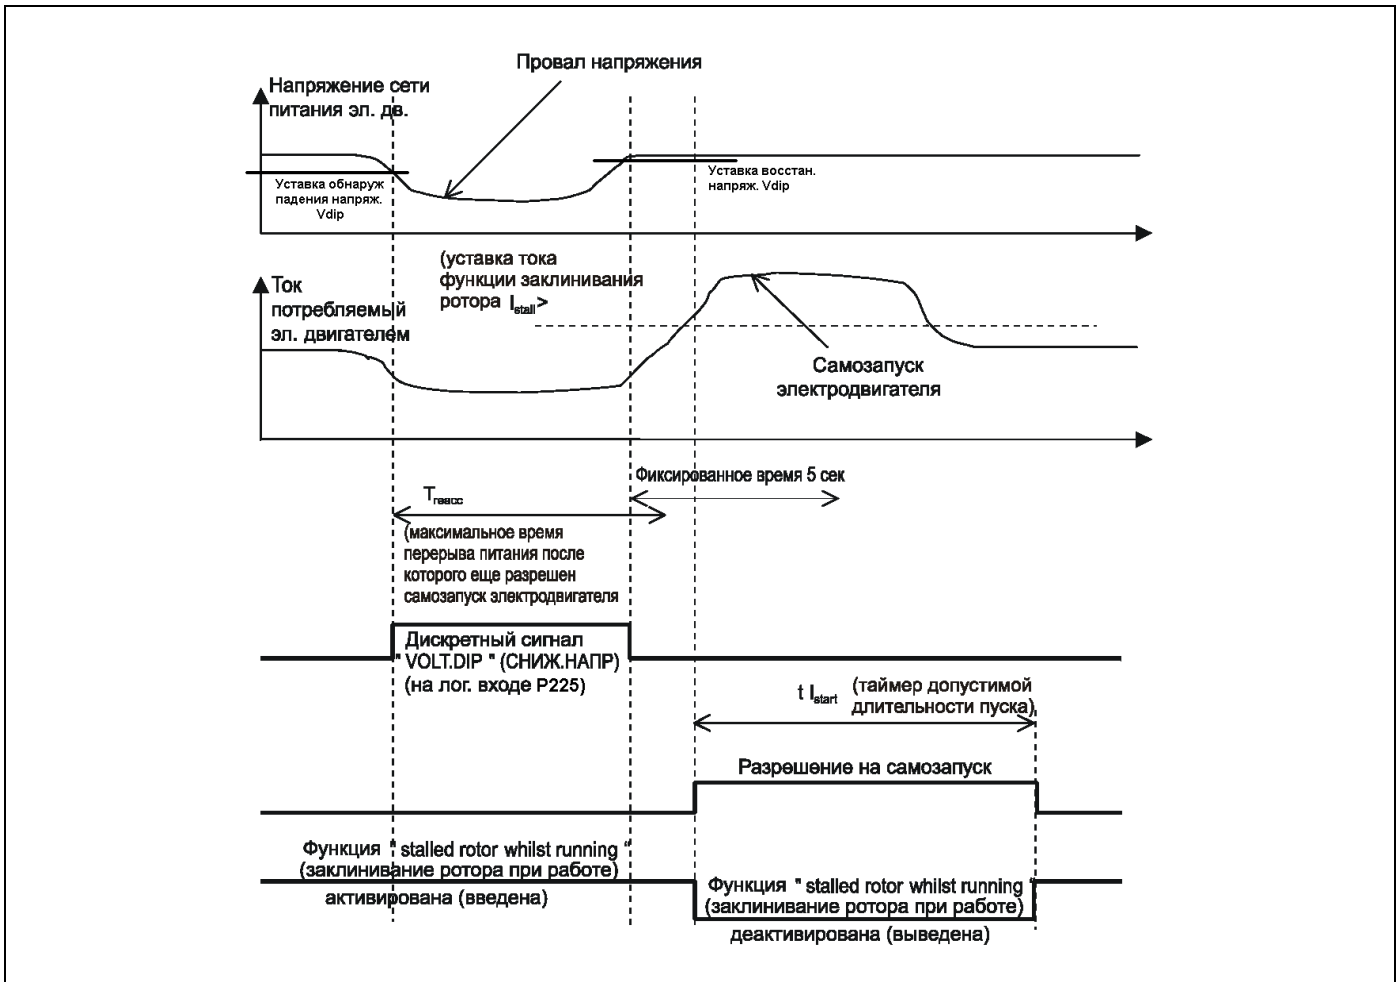 Провал напряжения
Напряжение сети
питания эл. дв.
Уставка обнаруж
падения напряж.
Vdip
Уставка восстан.
напряж. Vdip
(уставка тока
функции заклинивания
ротора Istall>
Ток
потребляемый
эл. двигателем
Самозапуск
электродвигателя
Фиксированное время 5 сек
Treacc
(максимальное время
перерыва питания после
которого еще разрешен
самозапуск электродвигателя
Дискретный сигнал
" VOLT.DIP " (СНИЖ.НАПР)
(на лог. входе P225)
t Istart (таймер допустимой
длительности пуска)
Разрешение на самозапуск
Функция " stalled rotor whilst running "
(заклинивание ротора при работе)
активирована (введена)
Функция " stalled rotor whilst running "
(заклинивание ротора при работе)
деактивирована (выведена)